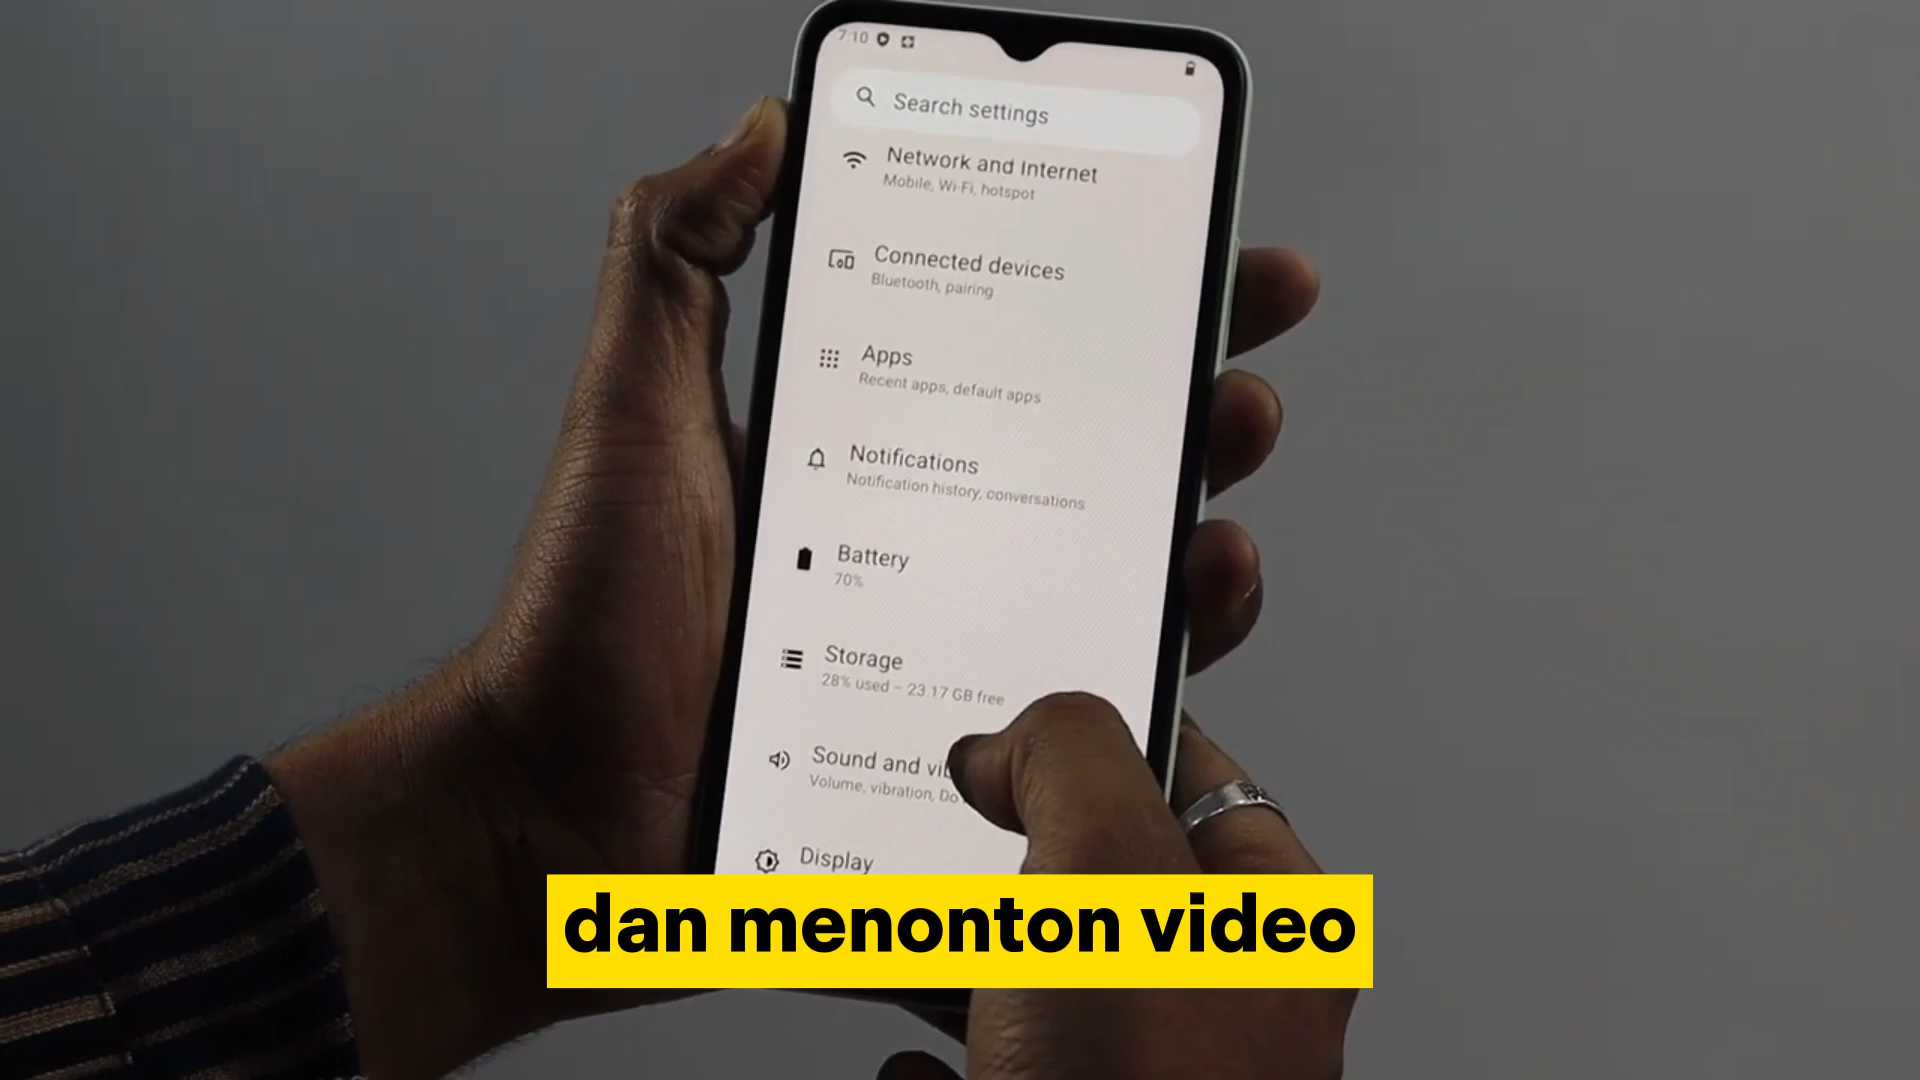 7:10
Search settings
Network and Internet
Mobile, Wi-Fi, hotspot
Connected devices
Bluetooth, pairing
Apps
Recent apps, default apps
Notifications
Notification history, conversations
Battery
70%
Storage
28% used – 23.17 GB free
Sound and
Volume, vibration, Do
Display
dan menonton video